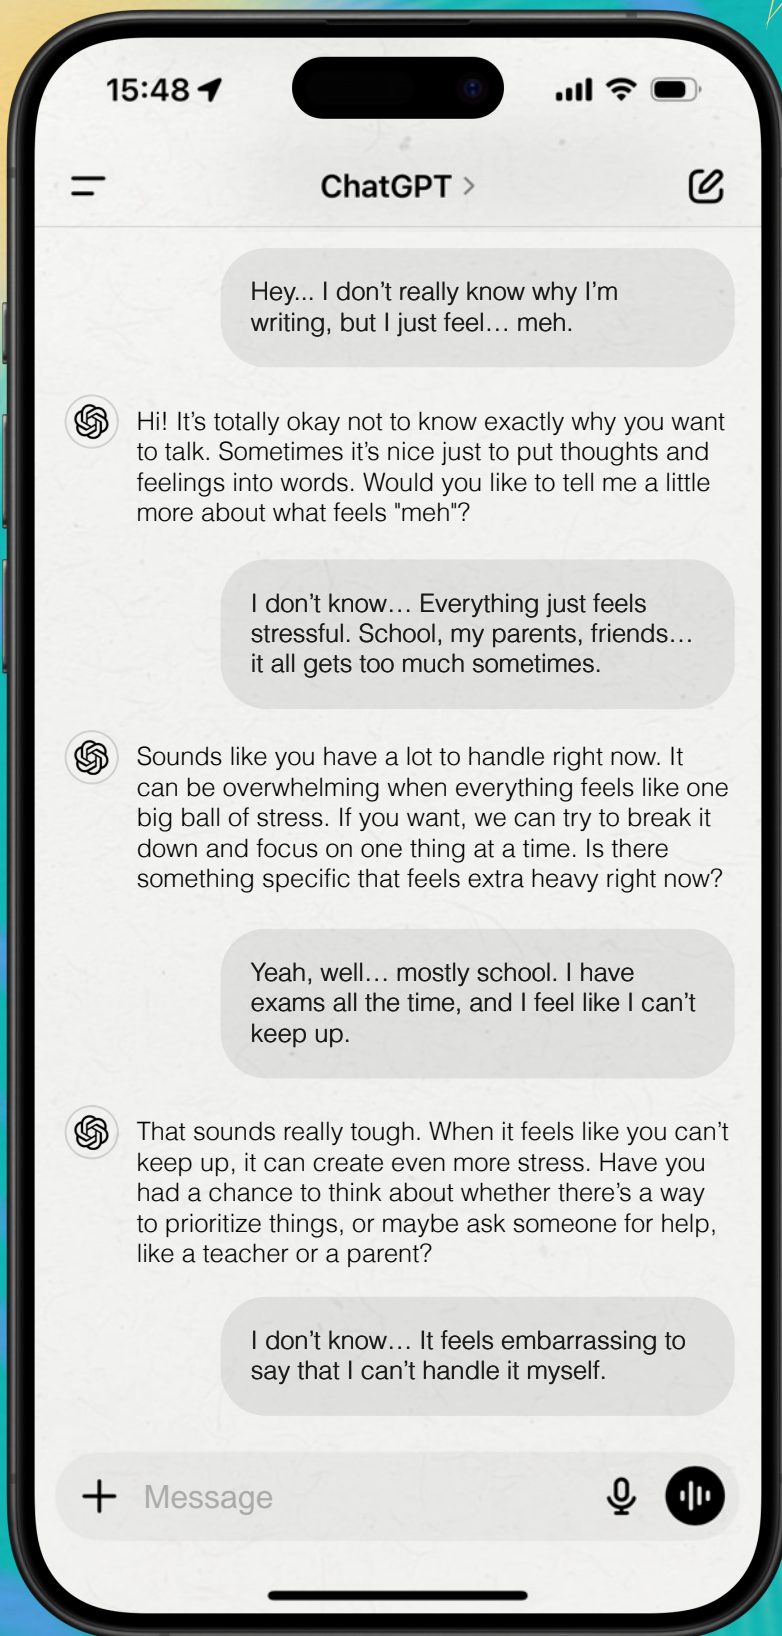 15:48
ChatGPT >
Hey... I don’t really know why I’m
writing, but I just feel… meh.
Hi! It’s totally okay not to know exactly why you want
to talk. Sometimes it’s nice just to put thoughts and
feelings into words. Would you like to tell me a little
more about what feels "meh"?
I don’t know… Everything just feels
stressful. School, my parents, friends…
it all gets too much sometimes.
Sounds like you have a lot to handle right now. It
can be overwhelming when everything feels like one
big ball of stress. If you want, we can try to break it
down and focus on one thing at a time. Is there
something specific that feels extra heavy right now?
Yeah, well… mostly school. I have
exams all the time, and I feel like I can’t
keep up.
That sounds really tough. When it feels like you can’t
keep up, it can create even more stress. Have you
had a chance to think about whether there’s a way
to prioritize things, or maybe ask someone for help,
like a teacher or a parent?
I don’t know… It feels embarrassing to
say that I can’t handle it myself.
Message